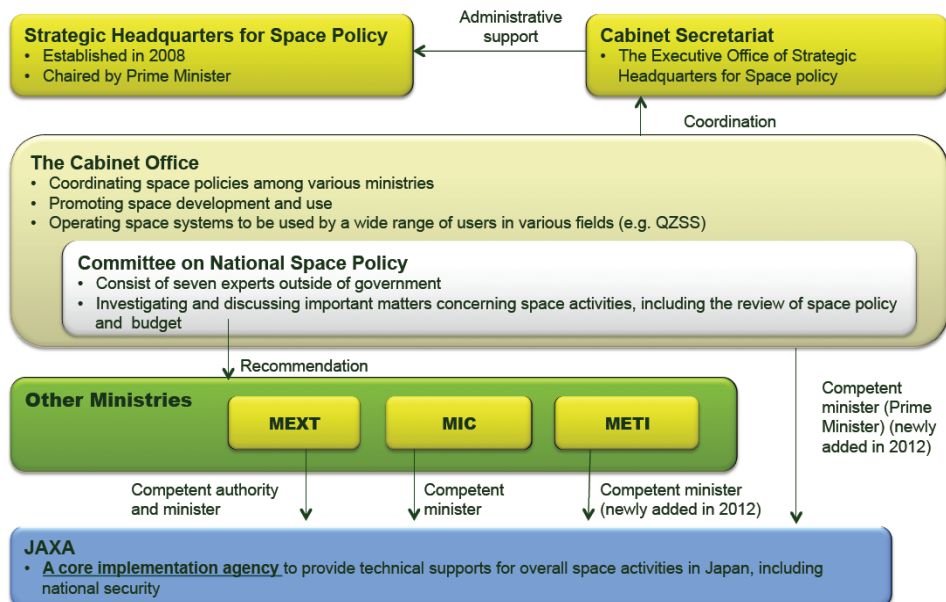 Strategic Headquarters for Space Policy
• Established in 2008
• Chaired by Prime Minister
Administrative
support
Cabinet Secretariat
• The Executive Office of Strategic
Headquarters for Space policy
Coordination
The Cabinet Office
• Coordinating space policies among various ministries
• Promoting space development and use
• Operating space systems to be used by a wide range of users in various fields (e.g. QZSS)
Committee on National Space Policy
• Consist of seven experts outside of government
• Investigating and discussing important matters concerning space activities, including the review of space policy
and budget
Recommendation
Other Ministries
MEXT
MIC
METI
Competent
minister (Prime
Minister) (newly
added in 2012)
Competent authority
and minister
Competent
minister
Competent minister
(newly added in 2012)
JAXA
• A core implementation agency to provide technical supports for overall space activities in Japan, including
national security